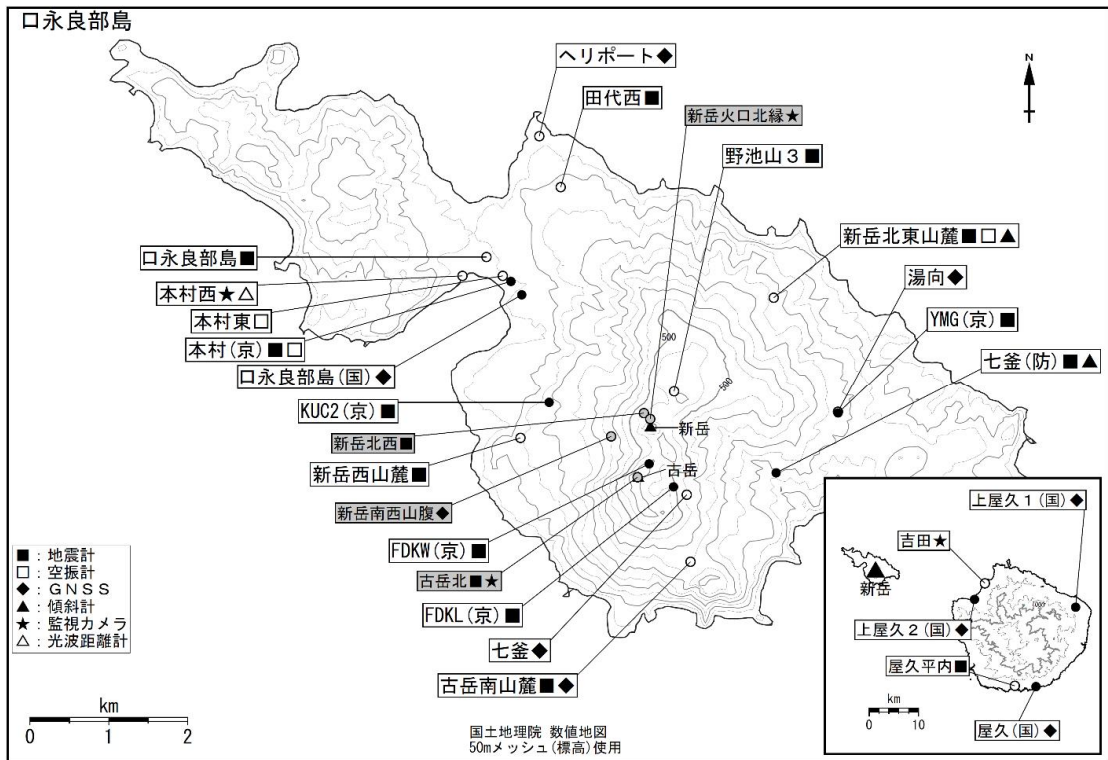 口永良部島
N
ヘリポート◆
田代西■
新岳火口北縁★
野池山3■
口永良部島■
新岳北東山麓■□▲
本村西★△
湯向◆
本村東□
YMG(京)■
本村(京)■□
七釜(防)■▲
口永良部島(国)◆
500
500
KUC2(京)■
新岳北西■
新岳
新岳西山麓■
古岳
新岳南西山腹◆
FDKW(京)■
古岳北■★
FDKL(京)■
七釜◆
古岳南山麓■◆
■:地震計
□:空振計
◆:GNSS
▲:傾斜計
★:監視カメラ
△:光波距離計
km
0 1 2
国土地理院 数値地図
50mメッシュ(標高)使用
上屋久1(国)◆
吉田★
新岳
上屋久2(国)◆
屋久平内■
km
0 10
屋久(国)◆